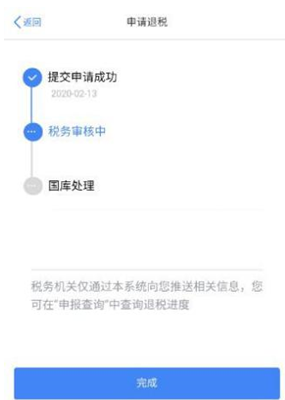 返回
申请退税
提交申请成功
2020-02-13
税务审核中
国库处理
税务机关仅通过本系统向您推送相关信息，您
可在"申报查询"中查询退税进度
完成